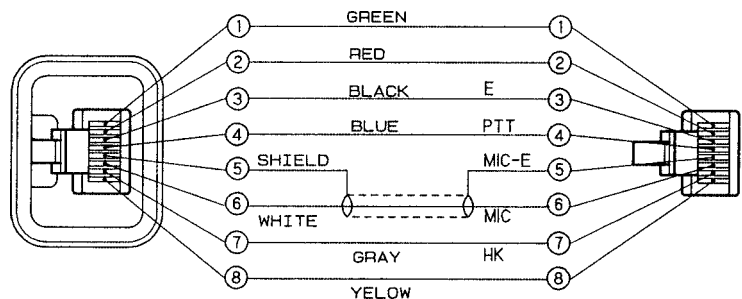 ① GREEN ①
② RED ②
③ BLACK E ③
④ BLUE PTT ④
⑤ SHIELD MIC-E ⑤
⑥ ⑥
WHITE MIC
⑦ ⑦
GRAY HK
⑧ ⑧
YELOW